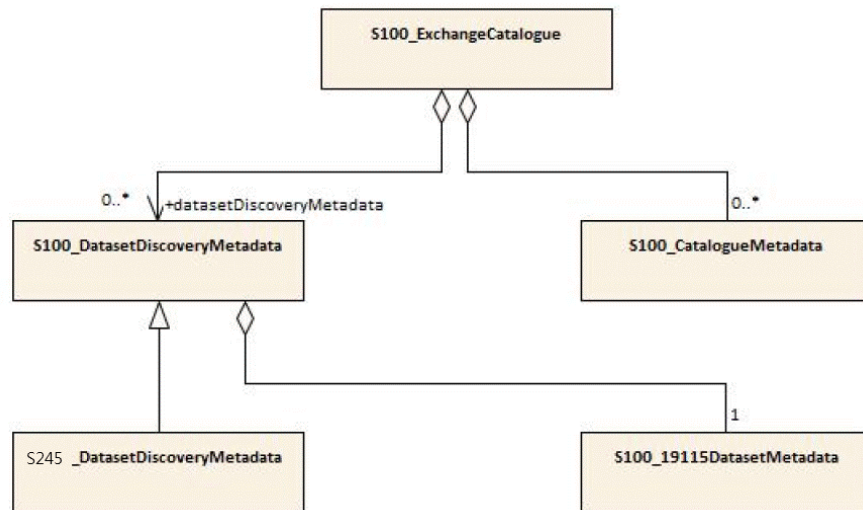 S100_ExchangeCatalogue
0..*
+datasetDiscoveryMetadata
0..*
S100_DatasetDiscoveryMetadata
S100_CatalogueMetadata
1
S245 _DatasetDiscoveryMetadata
S100_19115DatasetMetadata